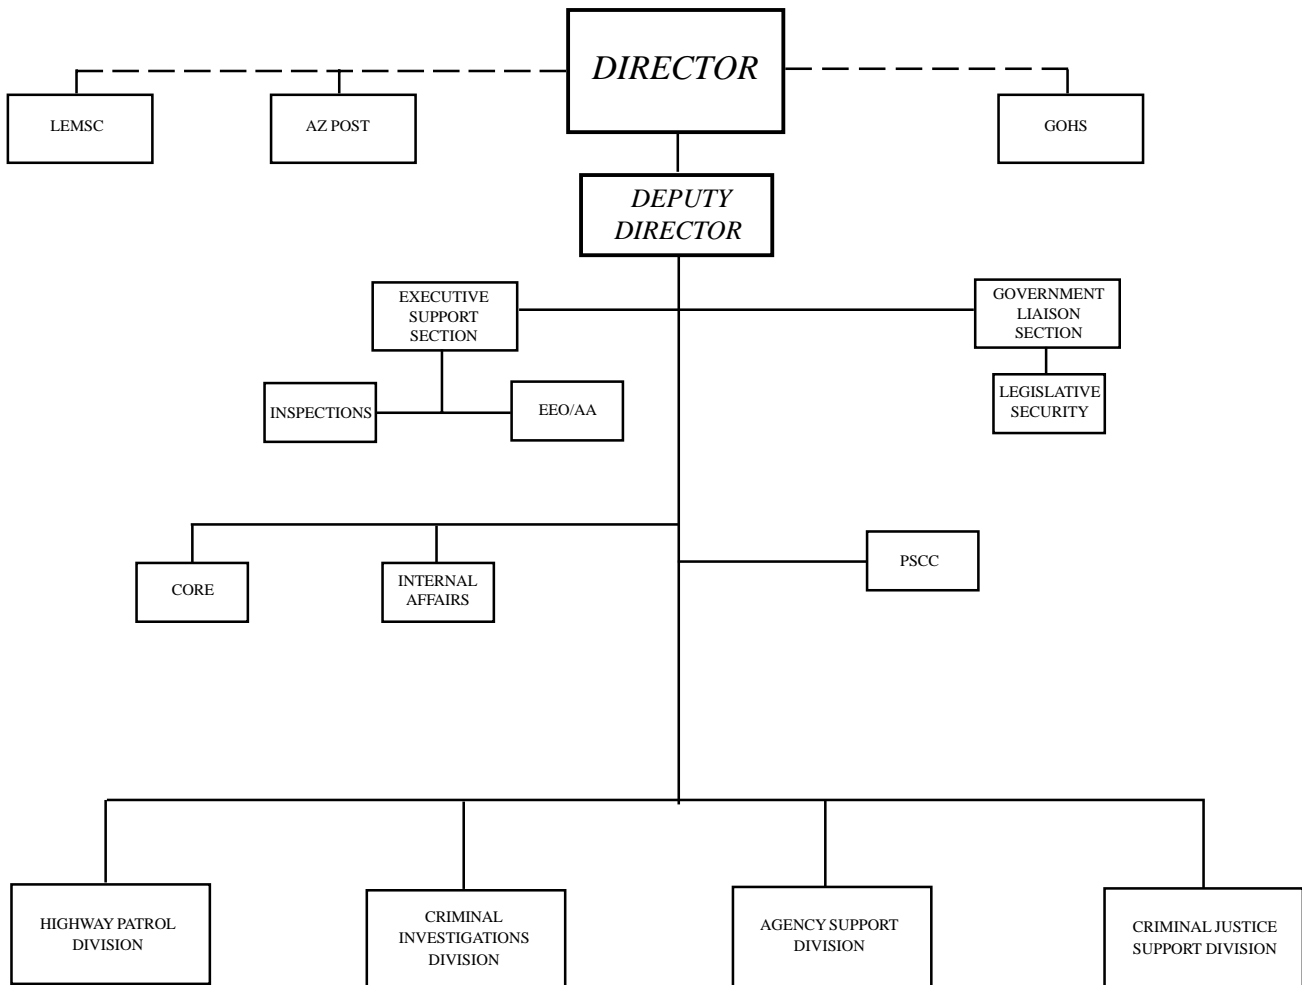 DIRECTOR
LEMSC
AZ POST
GOHS
DEPUTY
DIRECTOR
EXECUTIVE
SUPPORT
SECTION
GOVERNMENT
LIAISON
SECTION
INSPECTIONS
EEO/AA
LEGISLATIVE
SECURITY
CORE
INTERNAL
AFFAIRS
PSCC
HIGHWAY PATROL
DIVISION
CRIMINAL
INVESTIGATIONS
DIVISION
AGENCY SUPPORT
DIVISION
CRIMINAL JUSTICE
SUPPORT DIVISION